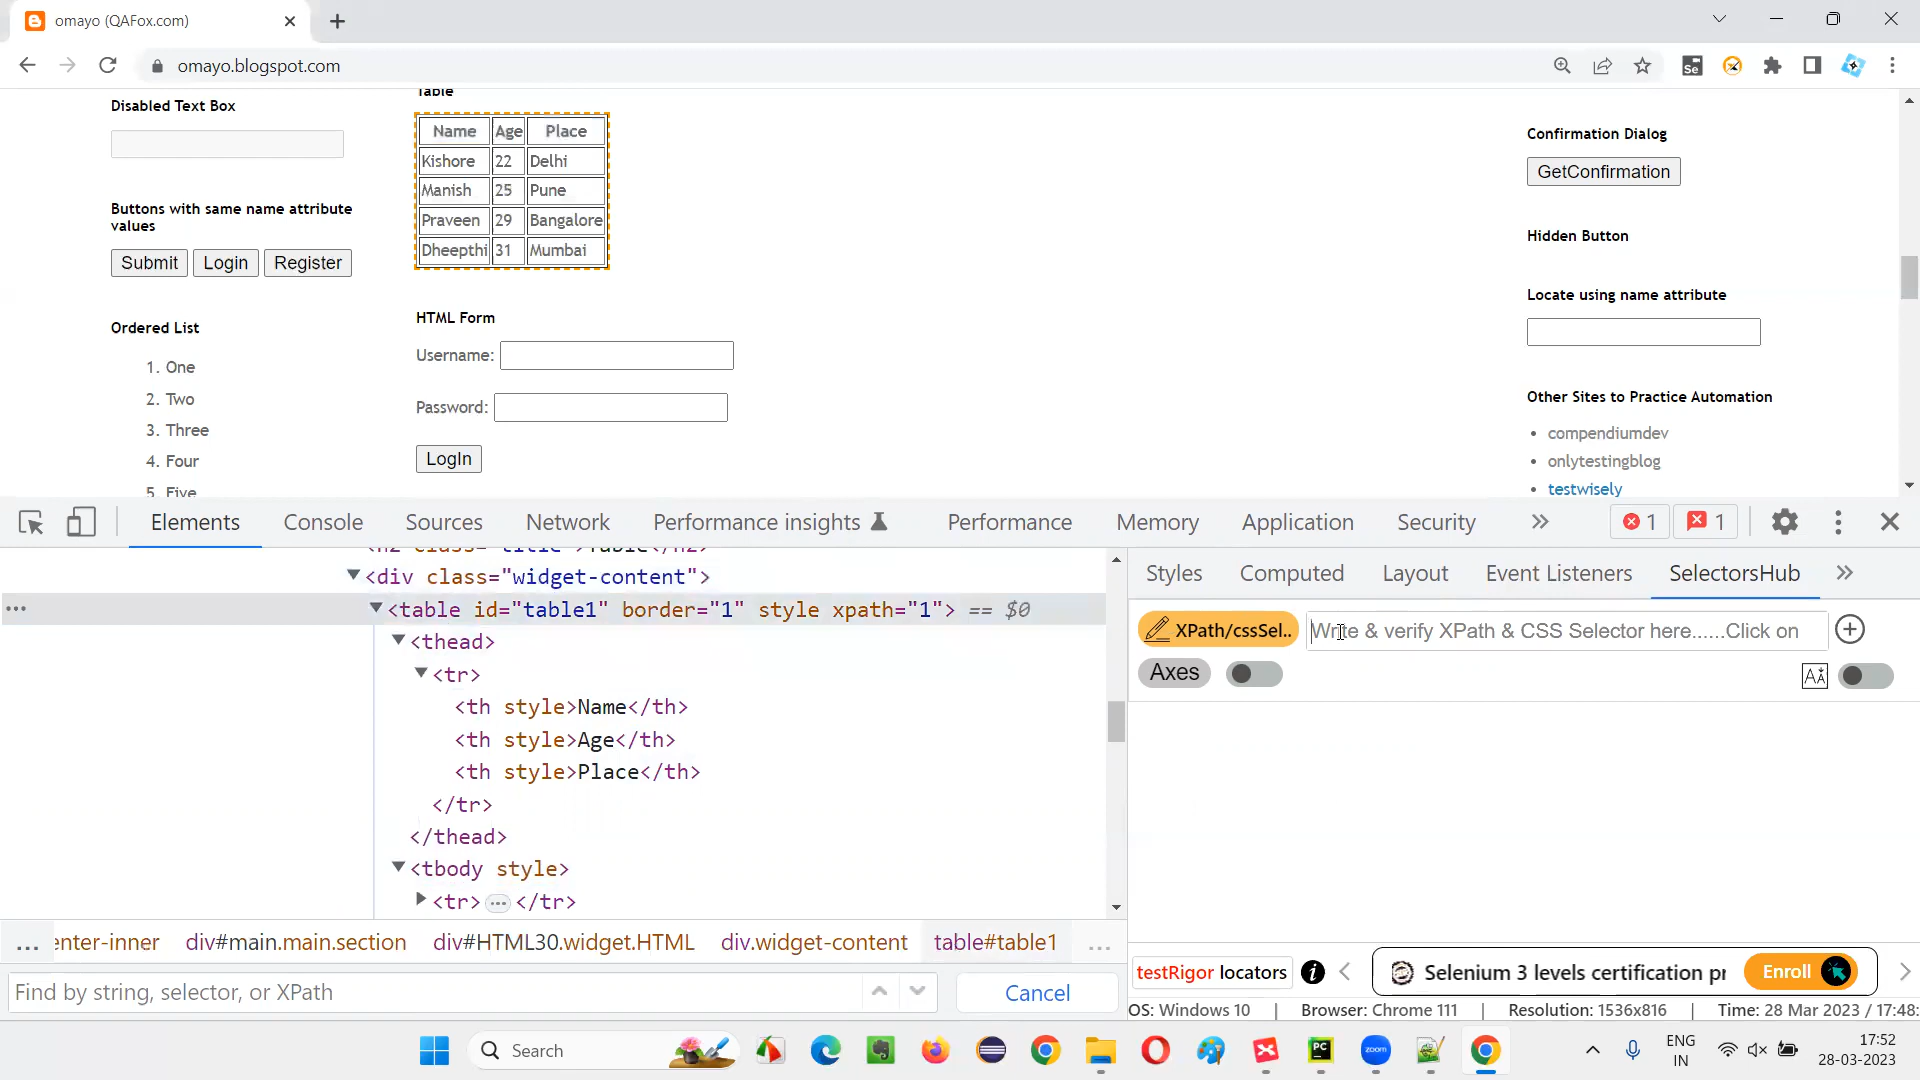 omayo (QAFox.com)
omayo.blogspot.com
Disabled Text Box
Buttons with same name attribute
values
Submit Login Register
Ordered List
1. One
2. Two
3. Three
4. Four
5. Five
Table
Name Age Place
Kishore 22 Delhi
Manish 25 Pune
Praveen 29 Bangalore
Dheepthi 31 Mumbai
HTML Form
Username:
Password:
LogIn
Confirmation Dialog
GetConfirmation
Hidden Button
Locate using name attribute
Other Sites to Practice Automation
• compendiumdev
• onlytestingblog
• testwisely
Elements Console Sources Network Performance insights Performance Memory Application Security 1 1
<h2 class="title">Table</h2>
<div class="widget-content">
<table id="table1" border="1" style xpath="1"> == $0
<thead>
<tr>
<th style>Name</th>
<th style>Age</th>
<th style>Place</th>
</tr>
</thead>
<tbody style>
<tr> … </tr>
... enter-inner div#main.main.section div#HTML30.widget.HTML div.widget-content table#table1 ...
Find by string, selector, or XPath Cancel
Styles Computed Layout Event Listeners SelectorsHub
XPath/cssSel.. Write & verify XPath & CSS Selector here......Click on
Axes
testRigor locators Selenium 3 levels certification pr Enroll
OS: Windows 10 | Browser: Chrome 111 | Resolution: 1536x816 | Time: 28 Mar 2023 / 17:48:
Search
ENG
IN
17:52
28-03-2023